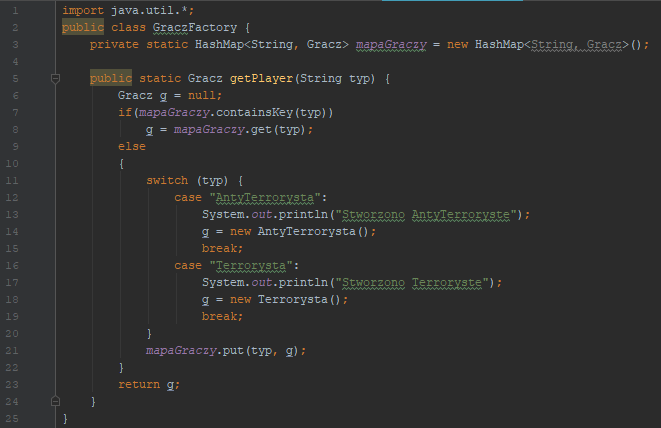 1 import java.util.*;
2 public class GraczFactory {
3     private static HashMap<String, Gracz> mapaGraczy = new HashMap<String, Gracz>();
4
5     public static Gracz getPlayer(String typ) {
6         Gracz g = null;
7         if(mapaGraczy.containsKey(typ))
8             g = mapaGraczy.get(typ);
9         else
10         {
11             switch (typ) {
12                 case "AntyTerrorysta":
13                     System.out.println("Stworzono AntyTerroryste");
14                     g = new AntyTerrorysta();
15                     break;
16                 case "Terrorysta":
17                     System.out.println("Stworzono Terroryste");
18                     g = new Terrorysta();
19                     break;
20             }
21             mapaGraczy.put(typ, g);
22         }
23         return g;
24     }
25 }